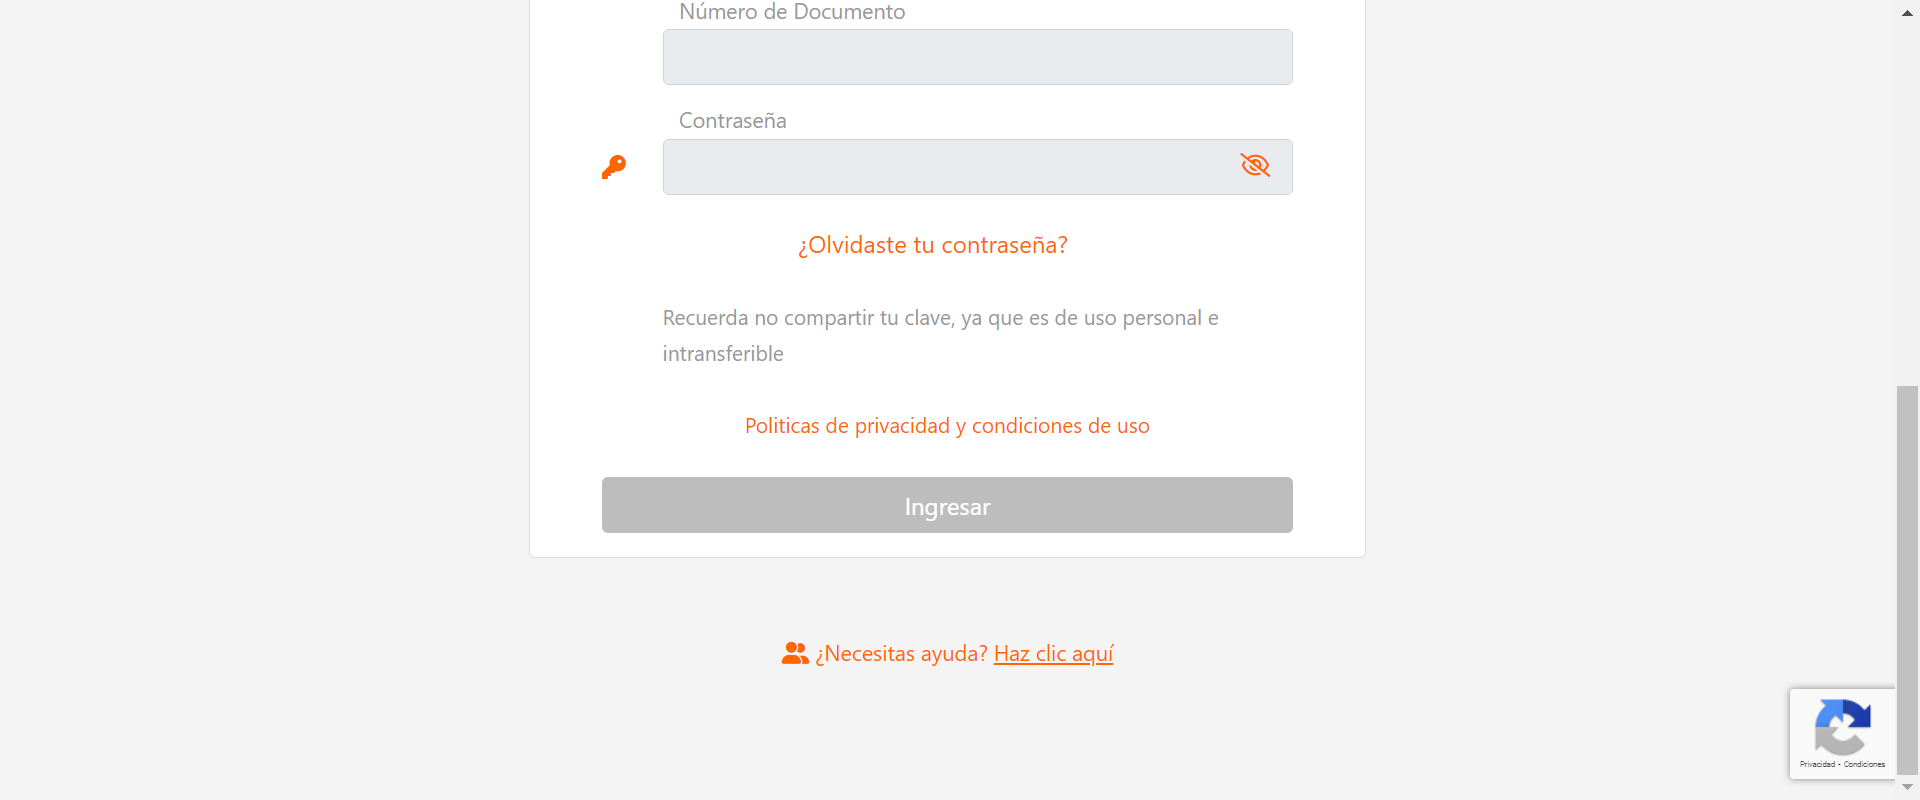 Número de Documento
Contraseña
¿Olvidaste tu contraseña?
Recuerda no compartir tu clave, ya que es de uso personal e
intransferible
Politicas de privacidad y condiciones de uso
Ingresar
¿Necesitas ayuda? Haz clic aquí
Privacidad - Condiciones